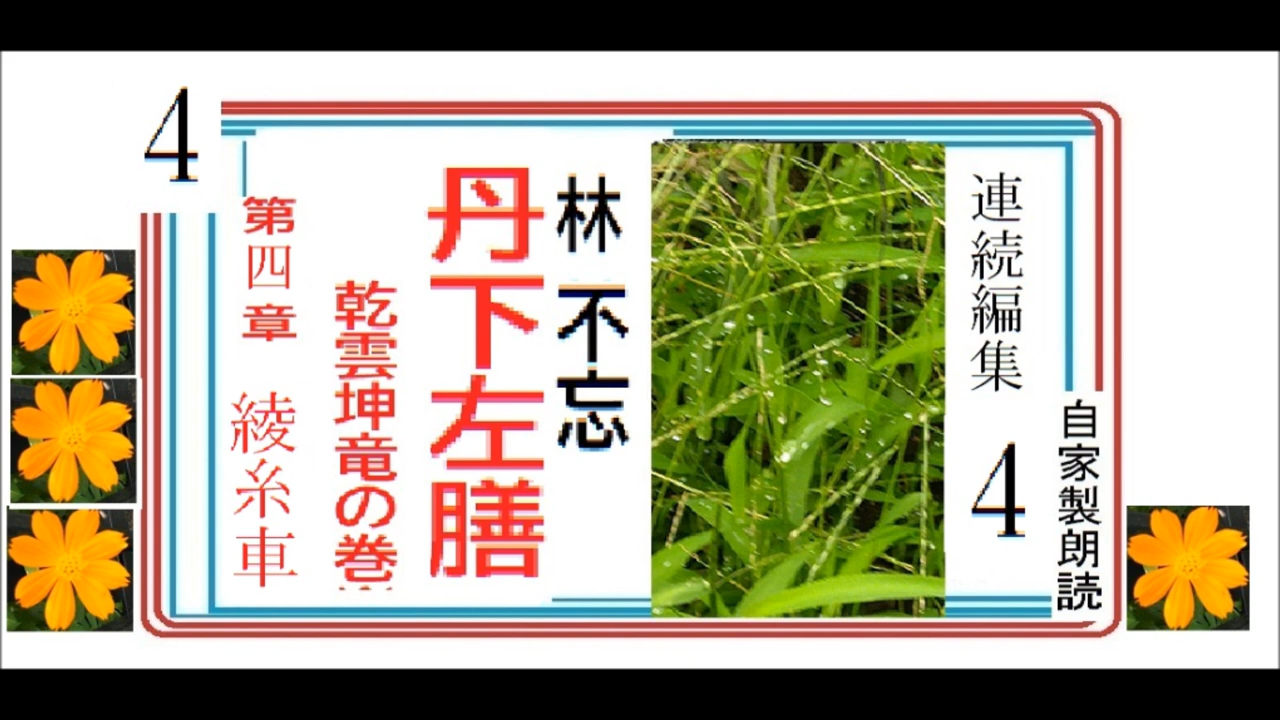 自家製朗読
連続編集
4
林 不忘
丹下左膳
乾雲坤竜の巻
第四章 綾糸車
4